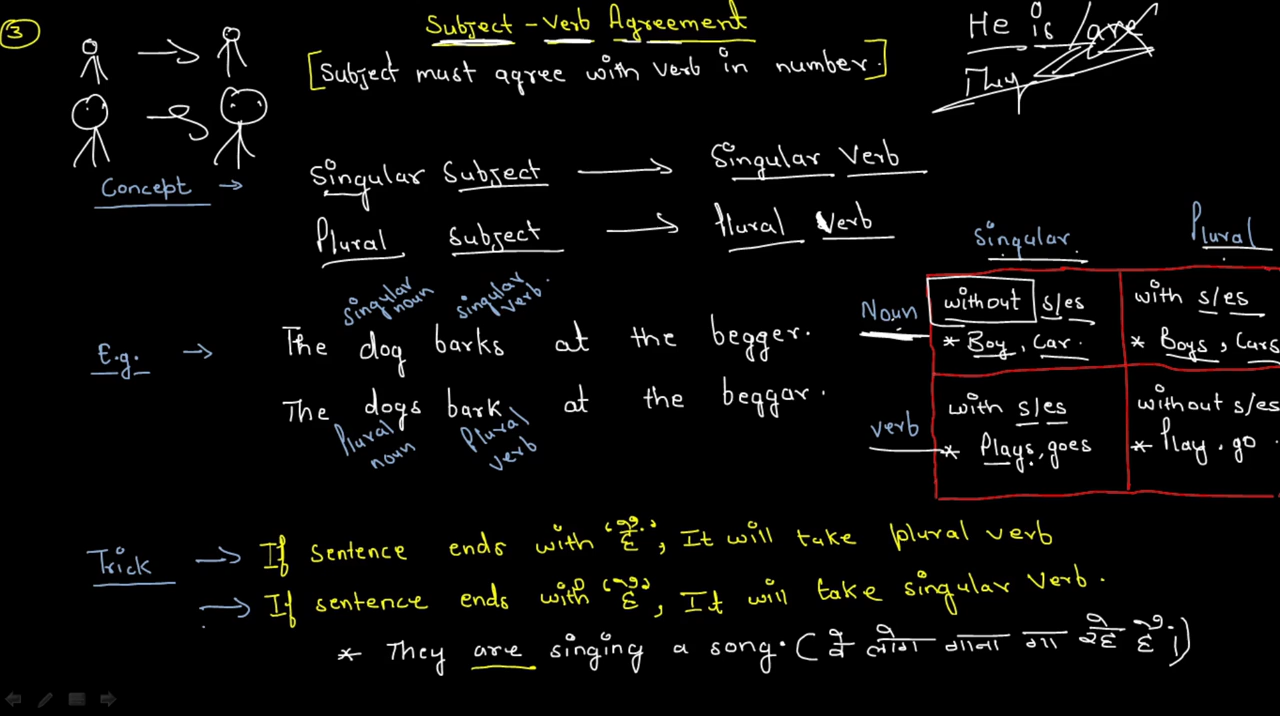 3
Subject - Verb Agreement
[Subject must agree with verb in number.]
He is / are
They
Concept →
Singular Subject → Singular Verb
Plural Subject → Plural Verb
Singular Plural
singular noun singular verb.
Noun without s/es with s/es
* Boy, Car. * Boys, Cars
E.g. → The dog barks at the begger.
The dogs bark at the beggar.
Plural noun Plural verb
verb with s/es without s/es
* Plays, goes * Play, go
Trick → If sentence ends with "हैं", It will take plural verb
→ If sentence ends with "है", It will take singular verb.
* They are singing a song. (वे लोग गाना गा रहे हैं।)